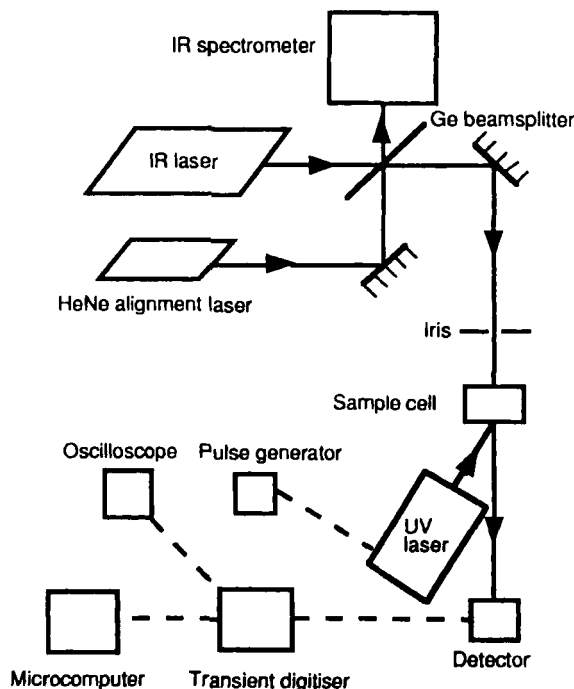 IR spectrometer
Ge beamsplitter
IR laser
HeNe alignment laser
Iris
Sample cell
Oscilloscope
Pulse generator
UV
laser
Microcomputer
Transient digitiser
Detector